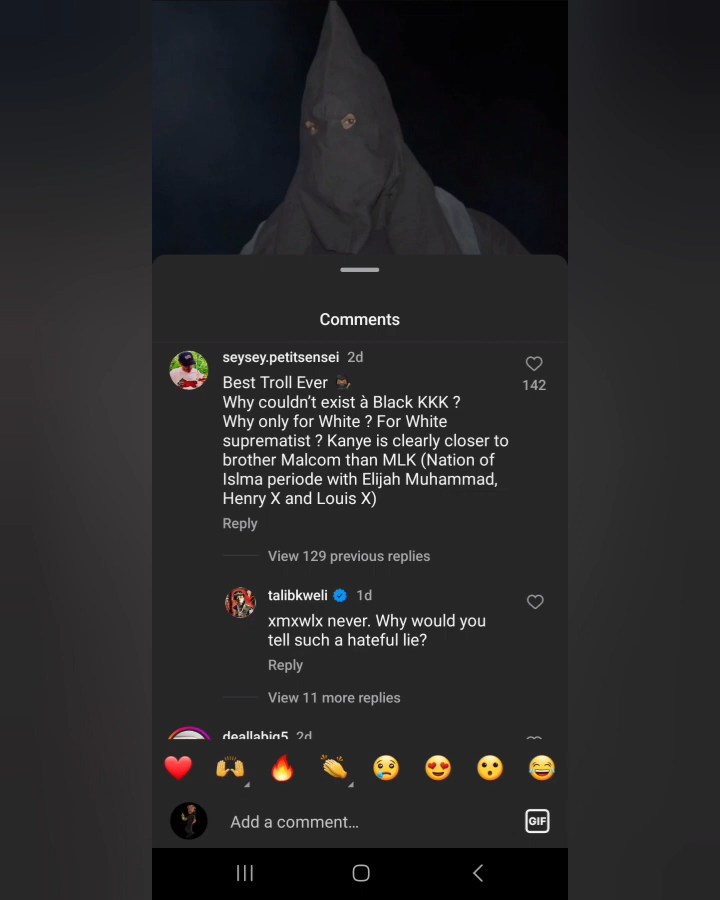 Comments
seysey.petitsensei 2d
Best Troll Ever 🥷🏾
Why couldn't exist à Black KKK ?
Why only for White ? For White
suprematist ? Kanye is clearly closer to
brother Malcom than MLK (Nation of
Islma periode with Elijah Muhammad,
Henry X and Louis X)
142
Reply
View 129 previous replies
talibkweli 1d
xmxwlx never. Why would you
tell such a hateful lie?
Reply
View 11 more replies
deallabig5 2d
Add a comment…
GIF